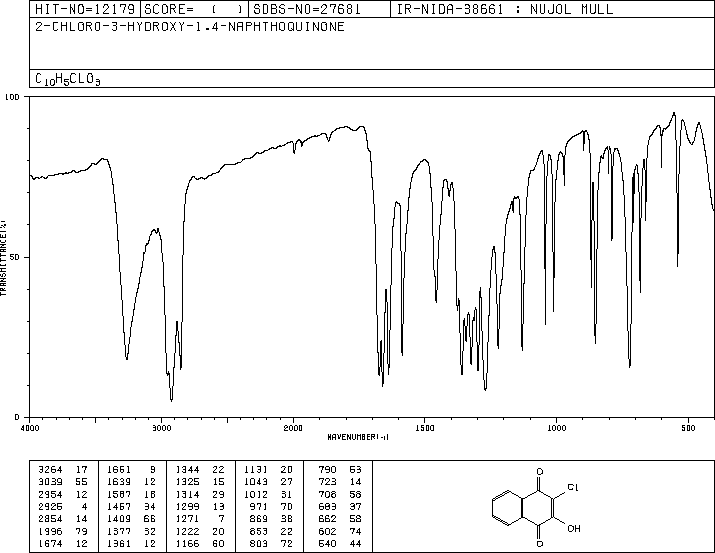 HIT-NO=12179 SCORE= ( ) SDBS-NO=27681 IR-NIDA-38661 : NUJOL MULL
2-CHLORO-3-HYDROXY-1,4-NAPHTHOQUINONE
C10H5CLO3
100
50
0
TRANSMITTANCE(%)
4000 3000 2000 1500 1000 500
WAVENUMBER(-1)
3264 17 1661 9 1344 22 1131 20 790 53
3039 55 1639 12 1325 15 1043 27 723 14
2954 12 1587 18 1314 29 1012 31 708 58
2925 4 1457 34 1299 13 971 70 683 37
2854 14 1409 66 1271 7 869 38 662 58
1996 79 1377 32 1222 20 853 22 602 74
1674 12 1361 12 1166 60 803 72 540 44
O
Cl
OH
O